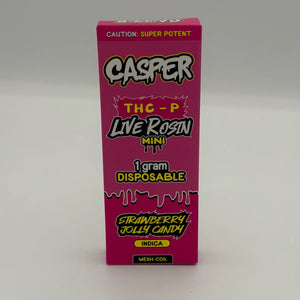 CAUTION: SUPER POTENT
CASPER
THC-P
LIVE ROSIN
MINI
1 gram
DISPOSABLE
STRAWBERRY
JOLLY CANDY
INDICA
MESH COIL